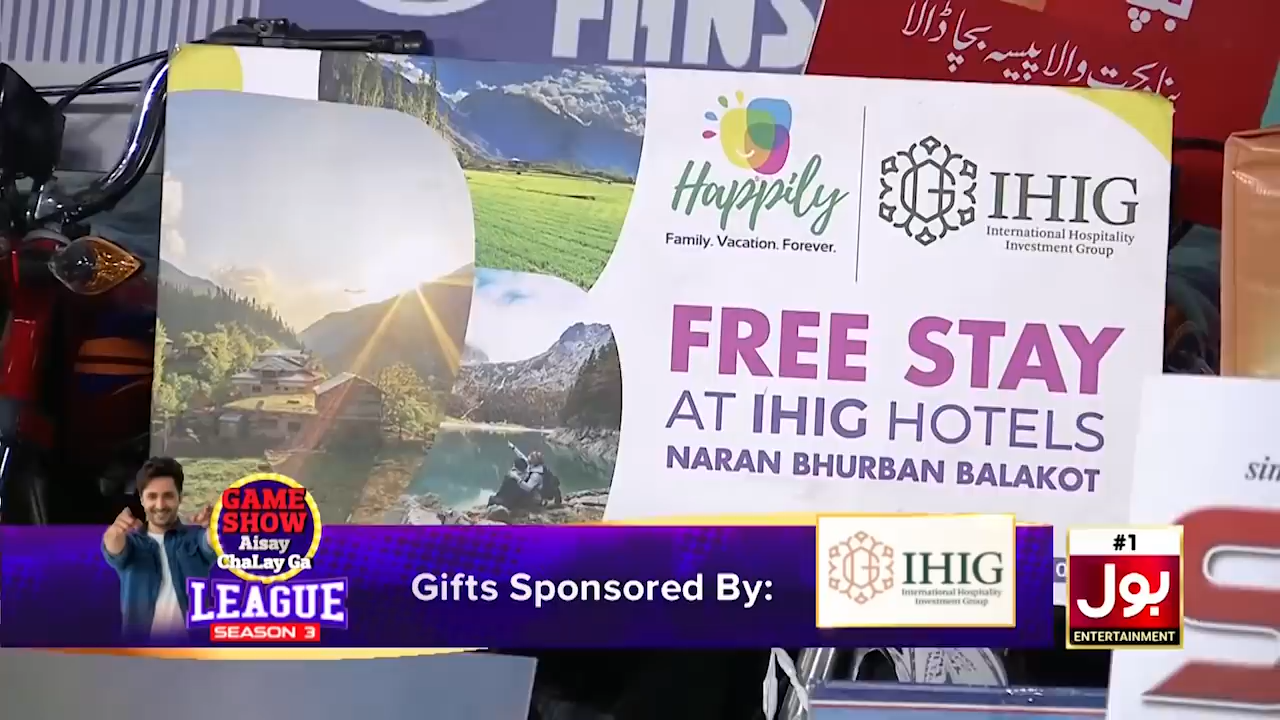 FANS
بنا بچت والا پیسہ بچا ڈالا
Happily
Family. Vacation. Forever.
IHIG
International Hospitality
Investment Group
FREE STAY
AT IHIG HOTELS
NARAN BHURBAN BALAKOT
GAME
SHOW
Aisay
ChaLay Ga
LEAGUE
SEASON 3
Gifts Sponsored By:
IHIG
International Hospitality
Investment Group
#1
بول
ENTERTAINMENT